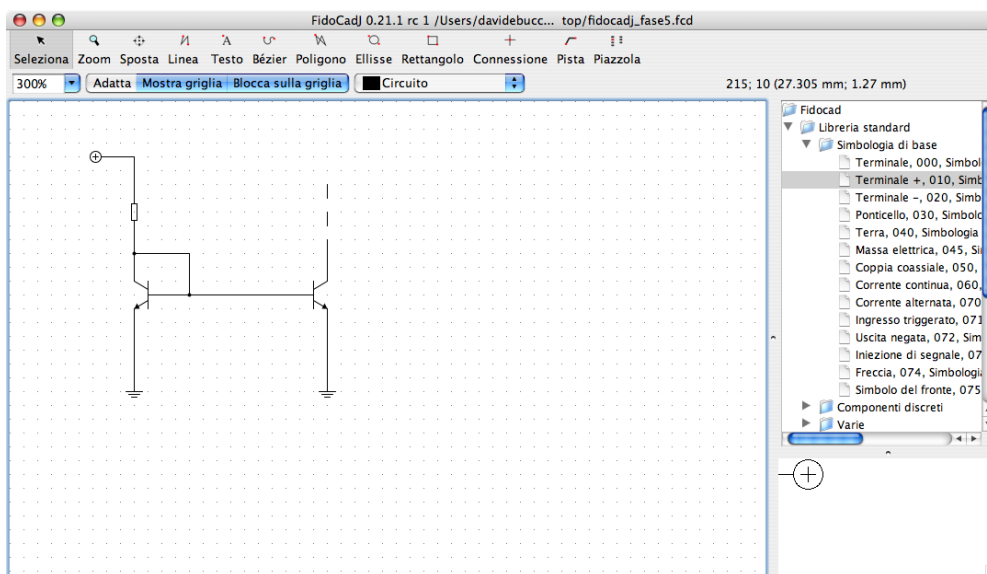 FidoCadJ 0.21.1 rc 1 /Users/davidebucc... top/fidocadj_fase5.fcd
Seleziona Zoom Sposta Linea Testo Bézier Poligono Ellisse Rettangolo Connessione Pista Piazzola
300% Adatta Mostra griglia Blocca sulla griglia Circuito 215; 10 (27.305 mm; 1.27 mm)
Fidocad
Libreria standard
Simbologia di base
Terminale, 000, Simbol
Terminale +, 010, Simb
Terminale -, 020, Simb
Ponticello, 030, Simbolo
Terra, 040, Simbologia
Massa elettrica, 045, Si
Coppia coassiale, 050,
Corrente continua, 060,
Corrente alternata, 070
Ingresso triggerato, 071
Uscita negata, 072, Sim
Iniezione di segnale, 07
Freccia, 074, Simbologia
Simbolo del fronte, 075
Componenti discreti
Varie